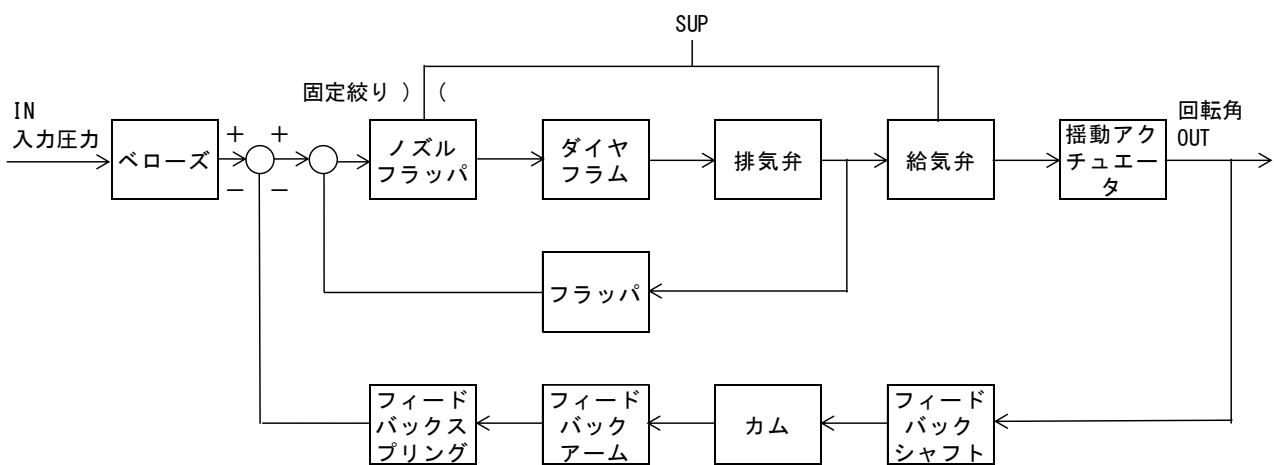 SUP
固定絞り ) (
IN
入力圧力
回転角
OUT
ベローズ
+
+
−
−
ノズル
フラッパ
ダイヤ
フラム
排気弁
給気弁
揺動アク
チュエー
タ
フラッパ
フィード
バックス
プリング
フィード
バック
アーム
カム
フィード
バック
シャフト